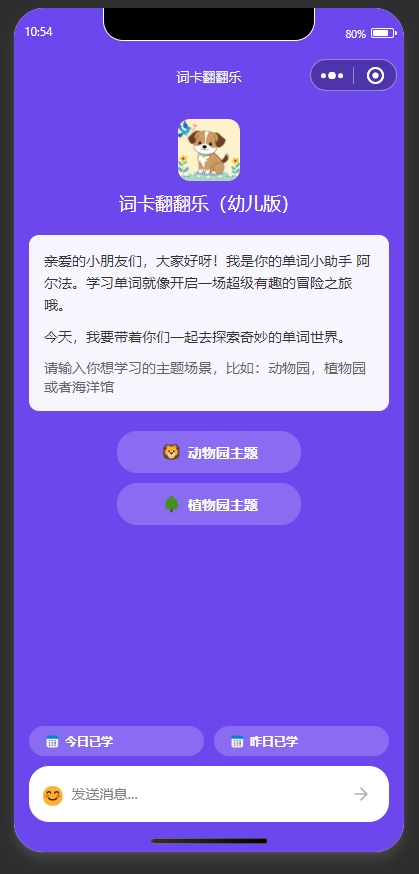 10:54
80%
词卡翻翻乐
词卡翻翻乐（幼儿版）
亲爱的小朋友们，大家好呀！我是你的单词小助手 阿
尔法。学习单词就像开启一场超级有趣的冒险之旅
哦。
今天，我要带着你们一起去探索奇妙的单词世界。
请输入你想学习的主题场景，比如：动物园，植物园
或者海洋馆
动物园主题
植物园主题
今日已学
昨日已学
发送消息...